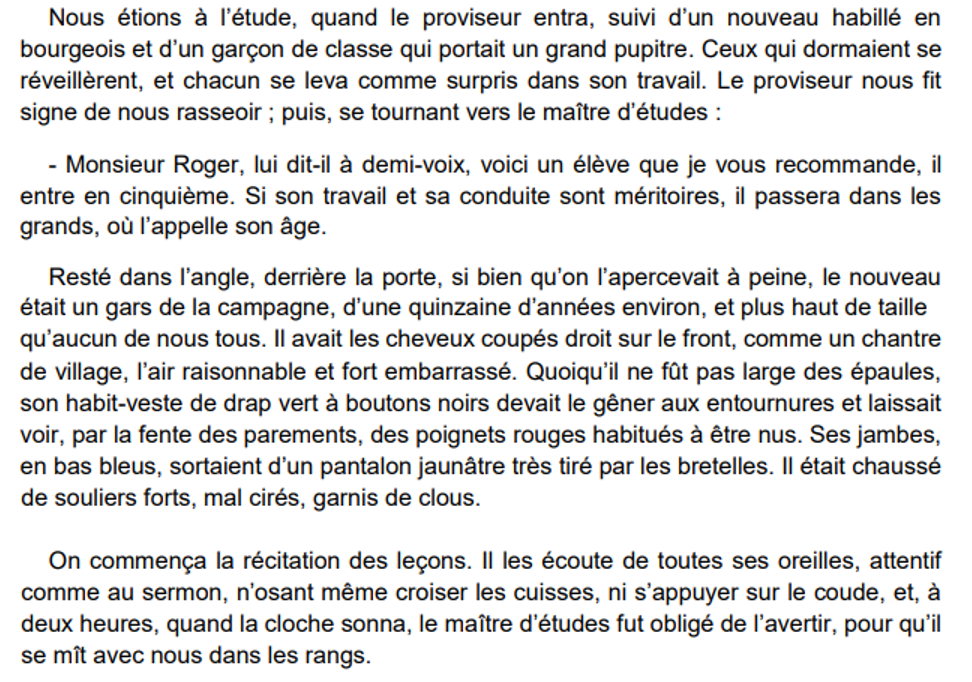 Nous étions à l’étude, quand le proviseur entra, suivi d’un nouveau habillé en
bourgeois et d’un garçon de classe qui portait un grand pupitre. Ceux qui dormaient se
réveillèrent, et chacun se leva comme surpris dans son travail. Le proviseur nous fit
signe de nous rasseoir ; puis, se tournant vers le maître d’études :
- Monsieur Roger, lui dit-il à demi-voix, voici un élève que je vous recommande, il
entre en cinquième. Si son travail et sa conduite sont méritoires, il passera dans les
grands, où l’appelle son âge.
Resté dans l’angle, derrière la porte, si bien qu’on l’apercevait à peine, le nouveau
était un gars de la campagne, d’une quinzaine d’années environ, et plus haut de taille
qu’aucun de nous tous. Il avait les cheveux coupés droit sur le front, comme un chantre
de village, l’air raisonnable et fort embarrassé. Quoiqu’il ne fût pas large des épaules,
son habit-veste de drap vert à boutons noirs devait le gêner aux entournures et laissait
voir, par la fente des parements, des poignets rouges habitués à être nus. Ses jambes,
en bas bleus, sortaient d’un pantalon jaunâtre très tiré par les bretelles. Il était chaussé
de souliers forts, mal cirés, garnis de clous.
On commença la récitation des leçons. Il les écoute de toutes ses oreilles, attentif
comme au sermon, n’osant même croiser les cuisses, ni s’appuyer sur le coude, et, à
deux heures, quand la cloche sonna, le maître d’études fut obligé de l’avertir, pour qu’il
se mît avec nous dans les rangs.